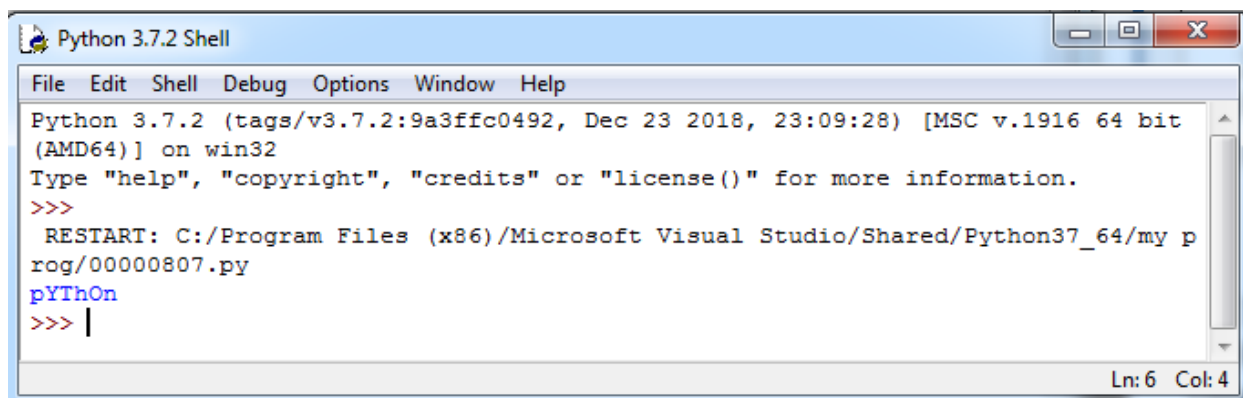 Python 3.7.2 Shell
File Edit Shell Debug Options Window Help
Python 3.7.2 (tags/v3.7.2:9a3ffc0492, Dec 23 2018, 23:09:28) [MSC v.1916 64 bit
(AMD64)] on win32
Type "help", "copyright", "credits" or "license()" for more information.
>>>
 RESTART: C:/Program Files (x86)/Microsoft Visual Studio/Shared/Python37_64/my p
rog/00000807.py
pYThOn
>>>
Ln: 6 Col: 4